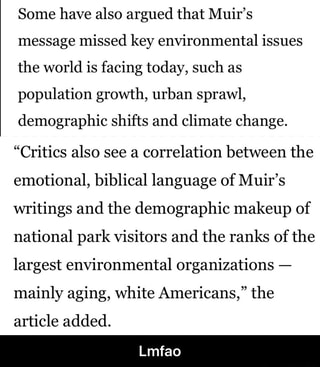 Some have also argued that Muir’s
message missed key environmental issues
the world is facing today, such as
population growth, urban sprawl,
demographic shifts and climate change.
“Critics also see a correlation between the
emotional, biblical language of Muir’s
writings and the demographic makeup of
national park visitors and the ranks of the
largest environmental organizations —
mainly aging, white Americans,” the
article added.
Lmfao